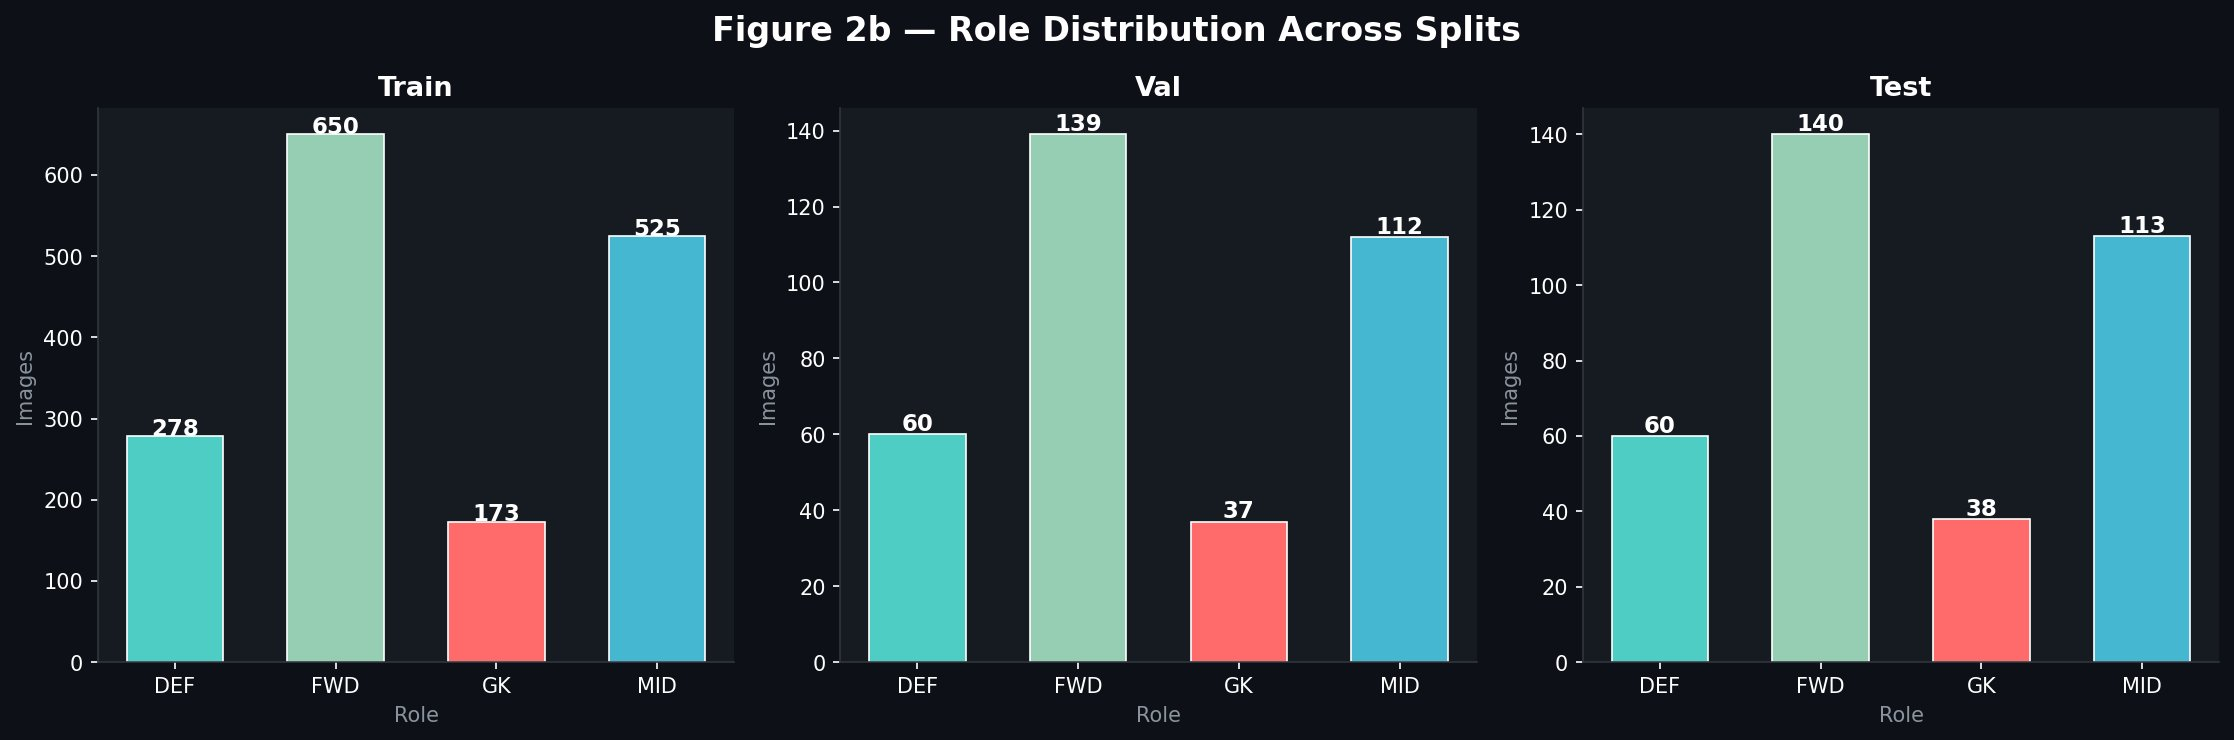 Figure 2b — Role Distribution Across Splits
Train
Images
600
500
400
300
200
100
0
278
650
173
525
DEF FWD GK MID
Role
Val
Images
140
120
100
80
60
40
20
0
60
139
37
112
DEF FWD GK MID
Role
Test
Images
140
120
100
80
60
40
20
0
60
140
38
113
DEF FWD GK MID
Role